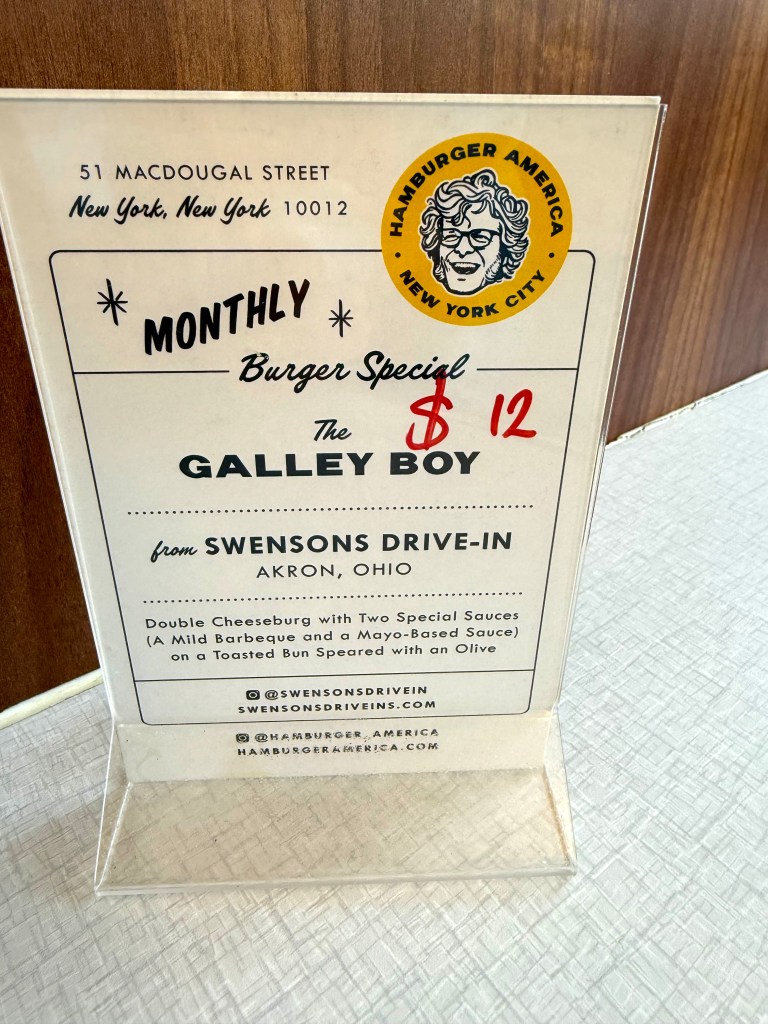 51 MACDOUGAL STREET
New York, New York 10012
HAMBURGER AMERICA
• NEW YORK CITY •
MONTHLY
Burger Special
$ 12
The
GALLEY BOY
from SWENSONS DRIVE-IN
AKRON, OHIO
Double Cheeseburg with Two Special Sauces
(A Mild Barbeque and a Mayo-Based Sauce)
on a Toasted Bun Speared with an Olive
@SWENSONSDRIVEIN
SWENSONSDRIVEINS.COM
@HAMBURGER_AMERICA
HAMBURGERAMERICA.COM